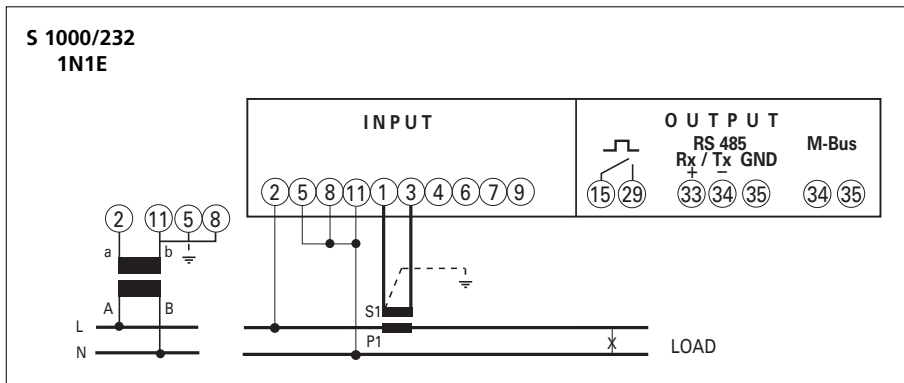 S 1000/232
1N1E
INPUT
OUTPUT
RS 485
Rx / Tx GND
+ −
M-Bus
2 5 8 11 1 3 4 6 7 9
15 29
33 34 35
34 35
2 11 5 8
a b
A B
S1
P1
L
N
X
LOAD